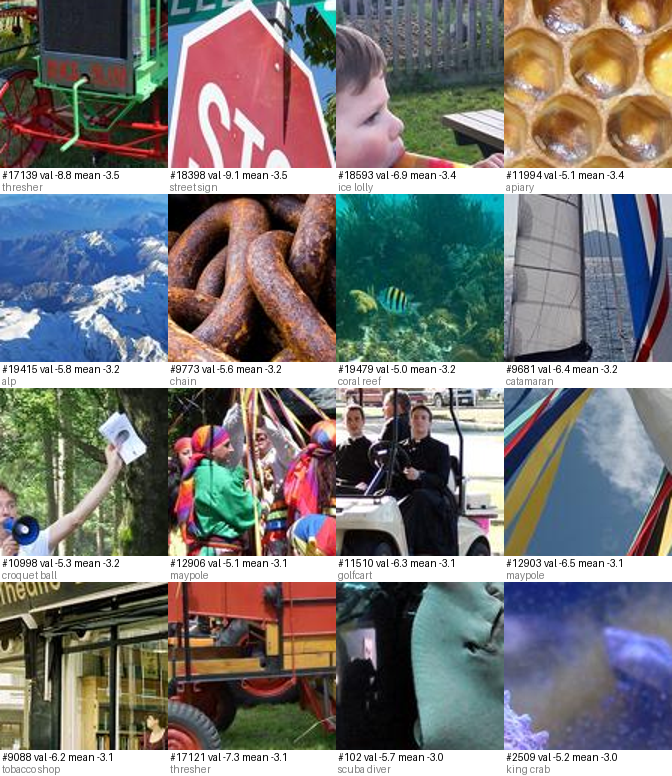 ROCK ISLAND
STO
#17139 val -8.8 mean -3.5
thresher
#18398 val -9.1 mean -3.5
street sign
#18593 val -6.9 mean -3.4
ice lolly
#11994 val -5.1 mean -3.4
apiary
#19415 val -5.8 mean -3.2
alp
#9773 val -5.6 mean -3.2
chain
#19479 val -5.0 mean -3.2
coral reef
#9681 val -6.4 mean -3.2
catamaran
#10998 val -5.3 mean -3.2
croquet ball
#12906 val -5.1 mean -3.1
maypole
#11510 val -6.3 mean -3.1
golfcart
#12903 val -6.5 mean -3.1
maypole
#9088 val -6.2 mean -3.1
tobacco shop
#17121 val -7.3 mean -3.1
thresher
#102 val -5.7 mean -3.0
scuba diver
#2509 val -5.2 mean -3.0
king crab